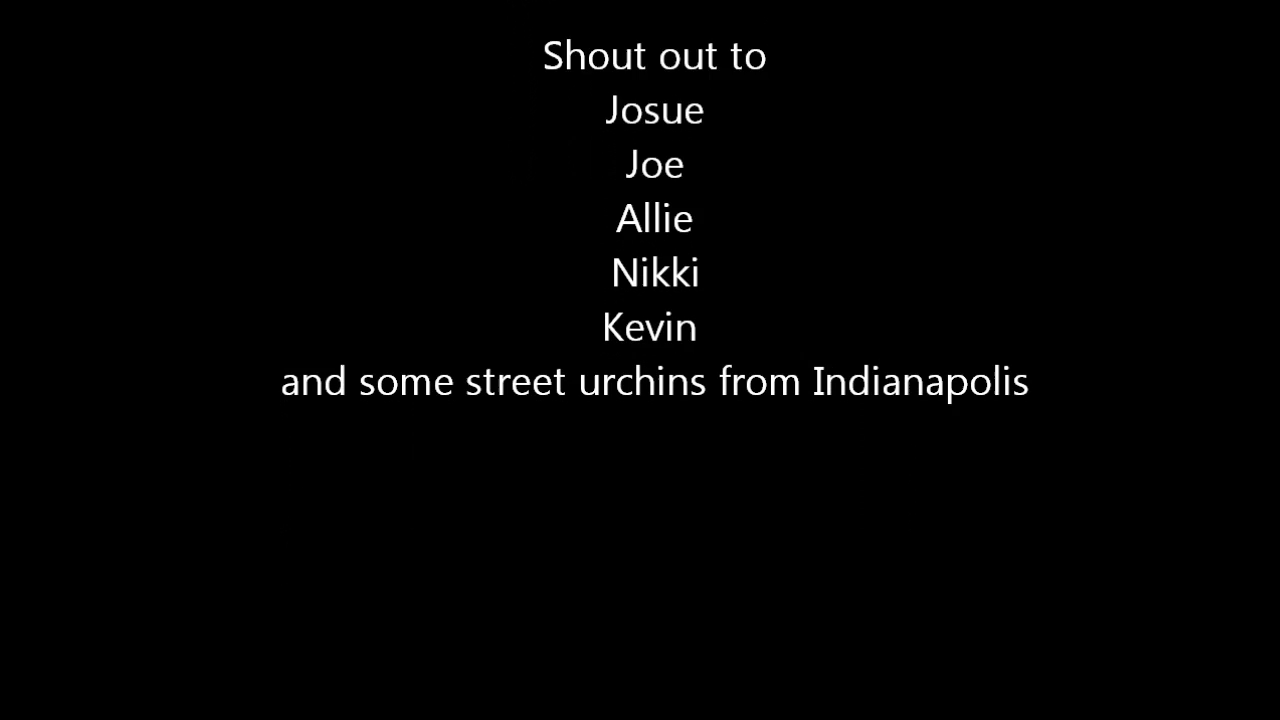 Shout out to
Josue
Joe
Allie
Nikki
Kevin
and some street urchins from Indianapolis